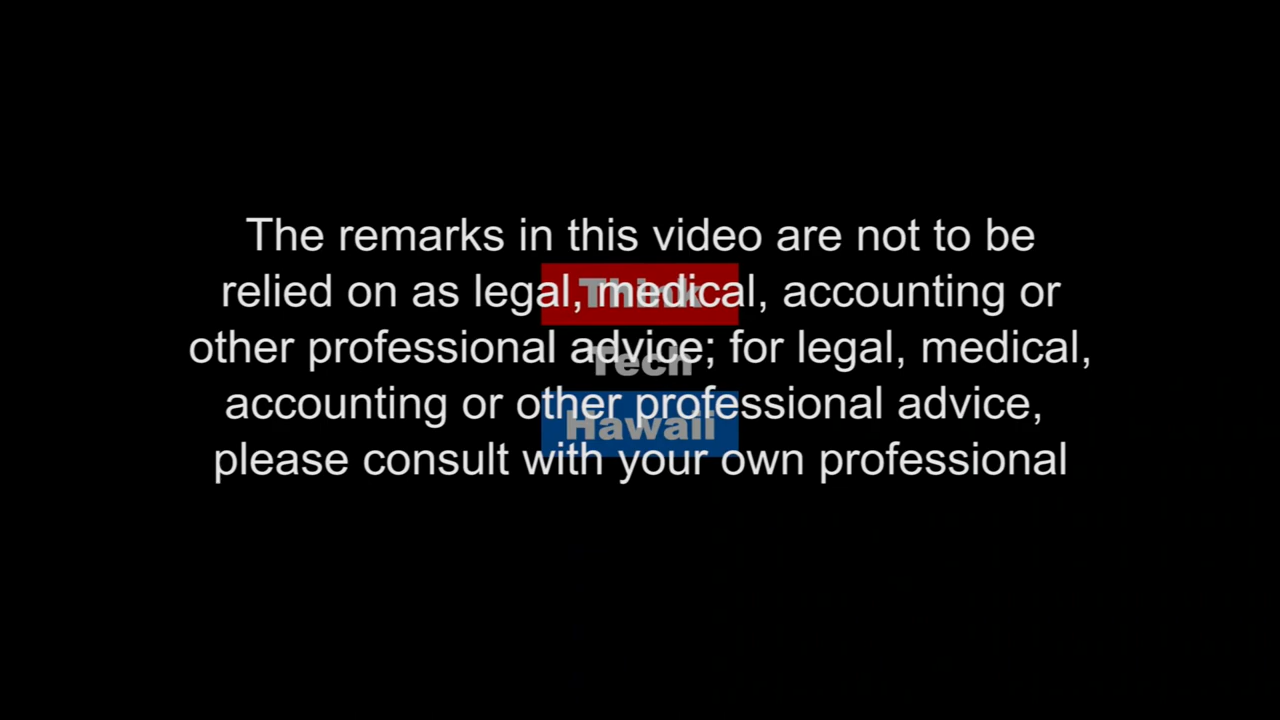 The remarks in this video are not to be
relied on as legal, medical, accounting or
other professional advice; for legal, medical,
accounting or other professional advice,
please consult with your own professional
Think
Tech
Hawaii